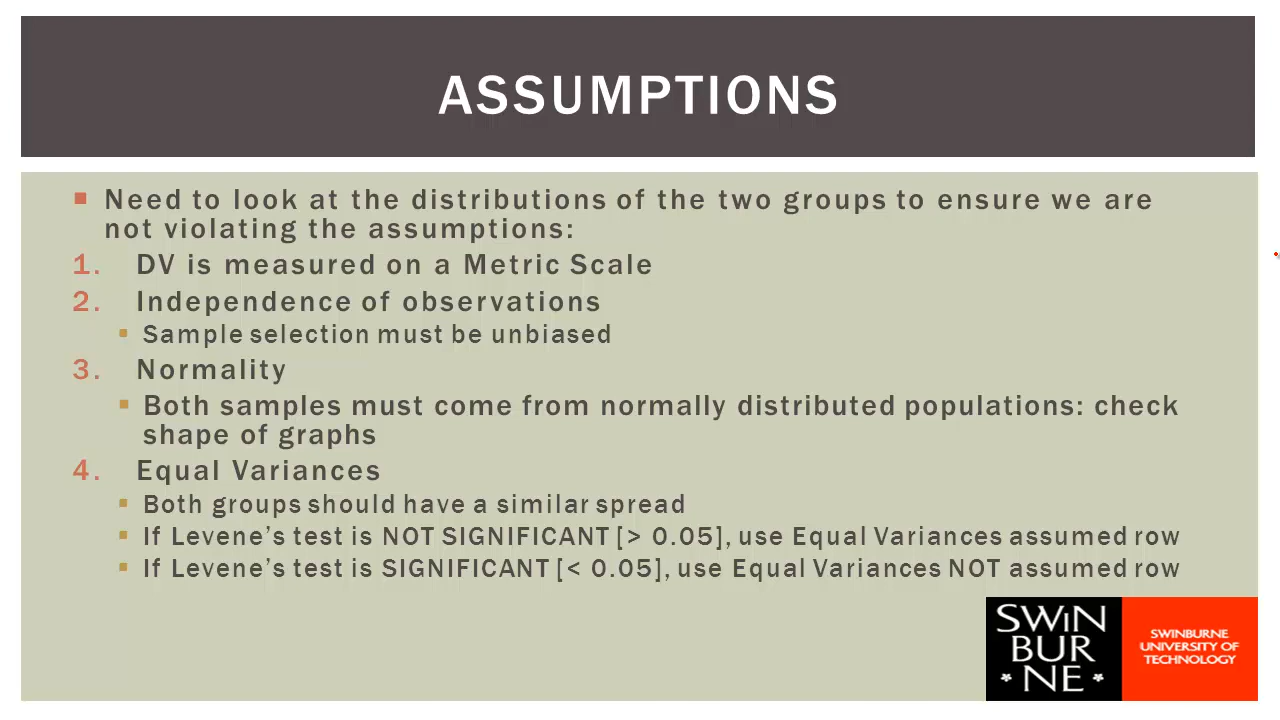 ASSUMPTIONS
Need to look at the distributions of the two groups to ensure we are
not violating the assumptions:
1. DV is measured on a Metric Scale
2. Independence of observations
Sample selection must be unbiased
3. Normality
Both samples must come from normally distributed populations: check
shape of graphs
4. Equal Variances
Both groups should have a similar spread
If Levene's test is NOT SIGNIFICANT [> 0.05], use Equal Variances assumed row
If Levene's test is SIGNIFICANT [< 0.05], use Equal Variances NOT assumed row
SWiN
BUR
NE
SWINBURNE
UNIVERSITY OF
TECHNOLOGY